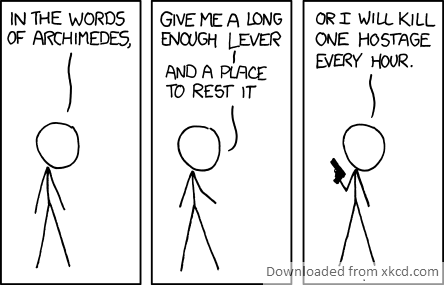 IN THE WORDS
OF ARCHIMEDES,
GIVE ME A LONG
ENOUGH LEVER
AND A PLACE
TO REST IT
OR I WILL KILL
ONE HOSTAGE
EVERY HOUR.
Downloaded from xkcd.com